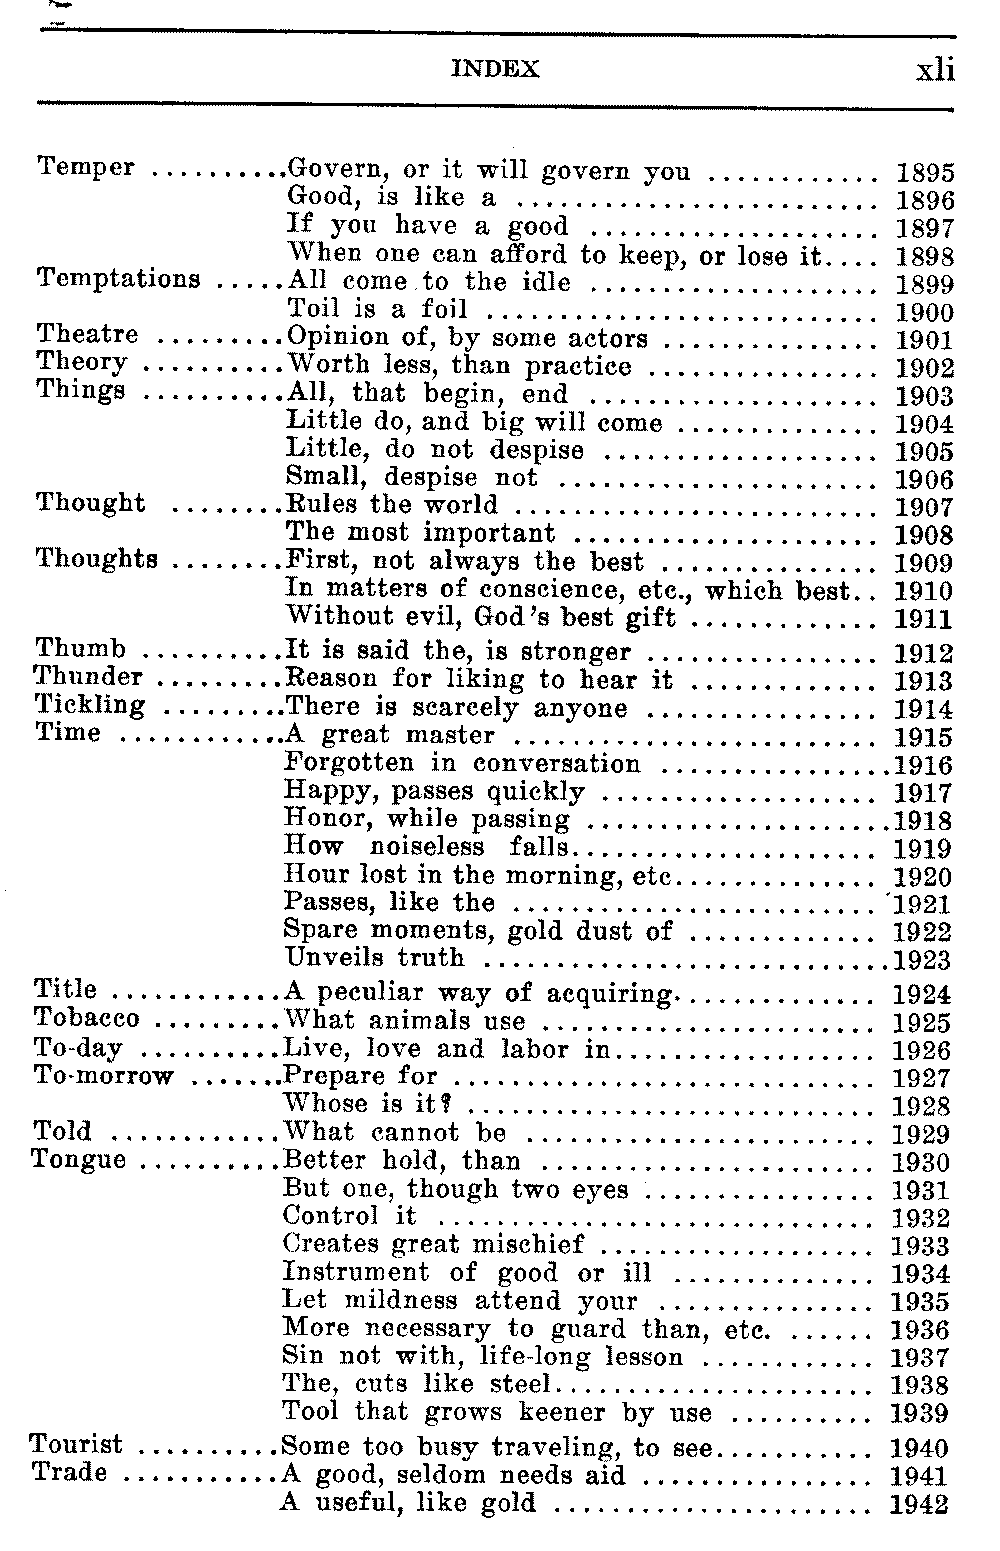 INDEX xli
Temper ..........Govern, or it will govern you ............ 1895
Good, is like a ......................... 1896
If you have a good .................... 1897
When one can afford to keep, or lose it.... 1898
Temptations .....All come to the idle .................... 1899
Toil is a foil ........................... 1900
Theatre .........Opinion of, by some actors ............... 1901
Theory ..........Worth less, than practice ................ 1902
Things ..........All, that begin, end .................... 1903
Little do, and big will come .............. 1904
Little, do not despise ................... 1905
Small, despise not ...................... 1906
Thought ........Rules the world ......................... 1907
The most important ..................... 1908
Thoughts ........First, not always the best ............... 1909
In matters of conscience, etc., which best.. 1910
Without evil, God's best gift ............. 1911
Thumb ..........It is said the, is stronger ................ 1912
Thunder .........Reason for liking to hear it ............. 1913
Tickling .........There is scarcely anyone ................ 1914
Time ............A great master ......................... 1915
Forgotten in conversation ................1916
Happy, passes quickly ................... 1917
Honor, while passing .....................1918
How noiseless falls..................... 1919
Hour lost in the morning, etc.............. 1920
Passes, like the ......................... 1921
Spare moments, gold dust of ............. 1922
Unveils truth ............................1923
Title ............A peculiar way of acquiring.............. 1924
Tobacco .........What animals use ....................... 1925
To-day ..........Live, love and labor in.................. 1926
To-morrow .......Prepare for ............................. 1927
Whose is it? ............................ 1928
Told ............What cannot be ........................ 1929
Tongue ..........Better hold, than ....................... 1930
But one, though two eyes ................ 1931
Control it .............................. 1932
Creates great mischief ................... 1933
Instrument of good or ill .............. 1934
Let mildness attend your ............... 1935
More necessary to guard than, etc. ...... 1936
Sin not with, life-long lesson ............ 1937
The, cuts like steel...................... 1938
Tool that grows keener by use .......... 1939
Tourist ..........Some too busy traveling, to see........... 1940
Trade ...........A good, seldom needs aid ................ 1941
A useful, like gold ...................... 1942